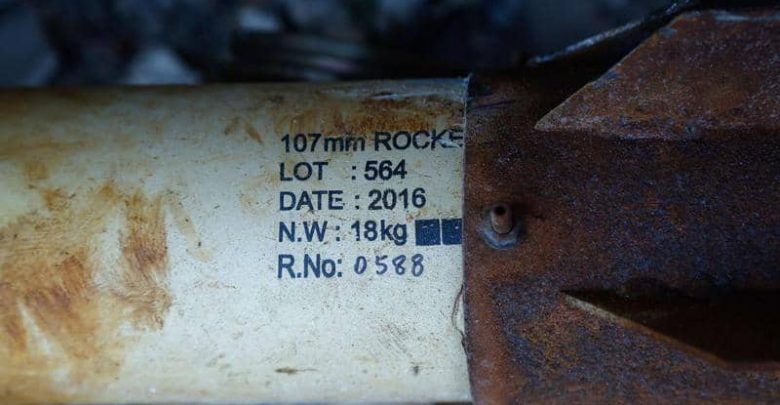 107mm ROCKE
LOT : 564
DATE : 2016
N.W : 18kg
R.No: 0588